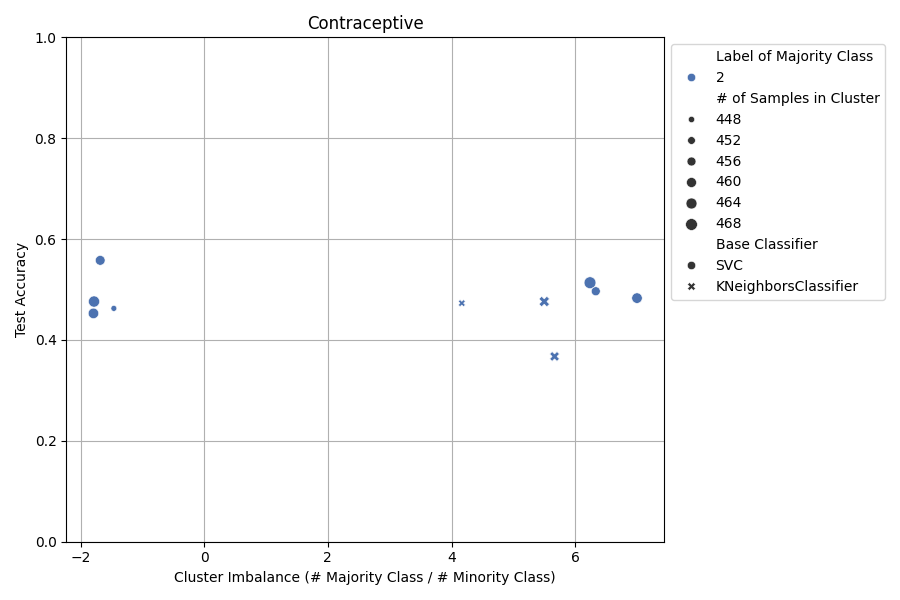 Contraceptive
1.0
0.8
0.6
0.4
0.2
0.0
Test Accuracy
−2
0
2
4
6
Cluster Imbalance (# Majority Class / # Minority Class)
Label of Majority Class
2
# of Samples in Cluster
448
452
456
460
464
468
Base Classifier
SVC
KNeighborsClassifier